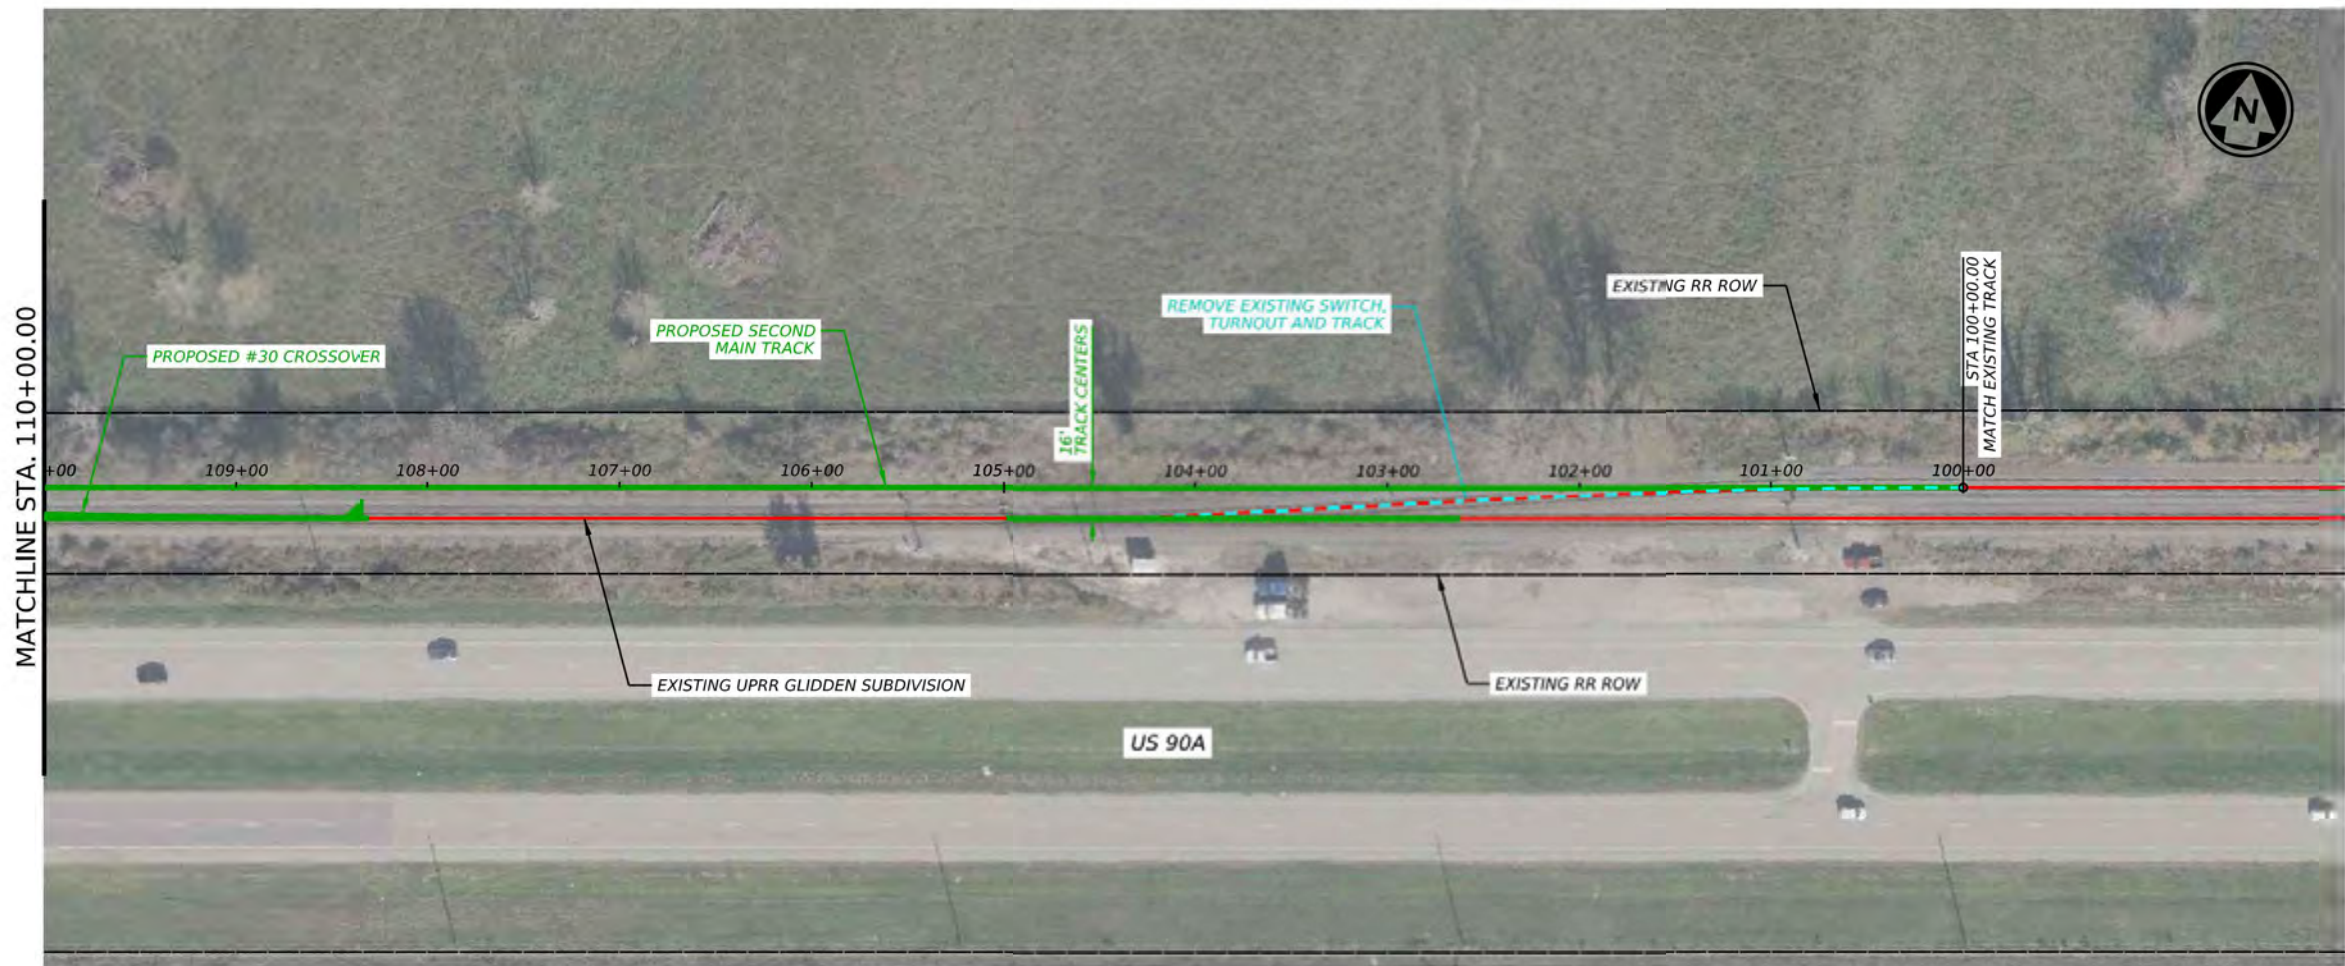 N
EXISTING RR ROW
STA 100+00.00
MATCH EXISTING TRACK
REMOVE EXISTING SWITCH,
TURNOUT AND TRACK
PROPOSED SECOND
MAIN TRACK
16'
TRACK CENTERS
PROPOSED #30 CROSSOVER
MATCHLINE STA. 110+00.00
+00
109+00
108+00
107+00
106+00
105+00
104+00
103+00
102+00
101+00
100+00
EXISTING UPRR GLIDDEN SUBDIVISION
EXISTING RR ROW
US 90A